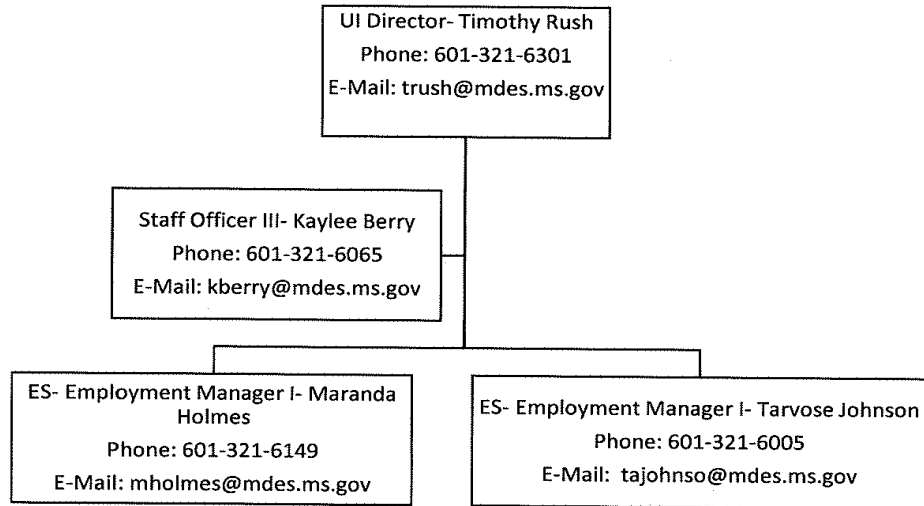 UI Director- Timothy Rush
Phone: 601-321-6301
E-Mail: trush@mdes.ms.gov
Staff Officer III- Kaylee Berry
Phone: 601-321-6065
E-Mail: kberry@mdes.ms.gov
ES- Employment Manager I- Maranda
Holmes
Phone: 601-321-6149
E-Mail: mholmes@mdes.ms.gov
ES- Employment Manager I- Tarvose Johnson
Phone: 601-321-6005
E-Mail: tajohnso@mdes.ms.gov